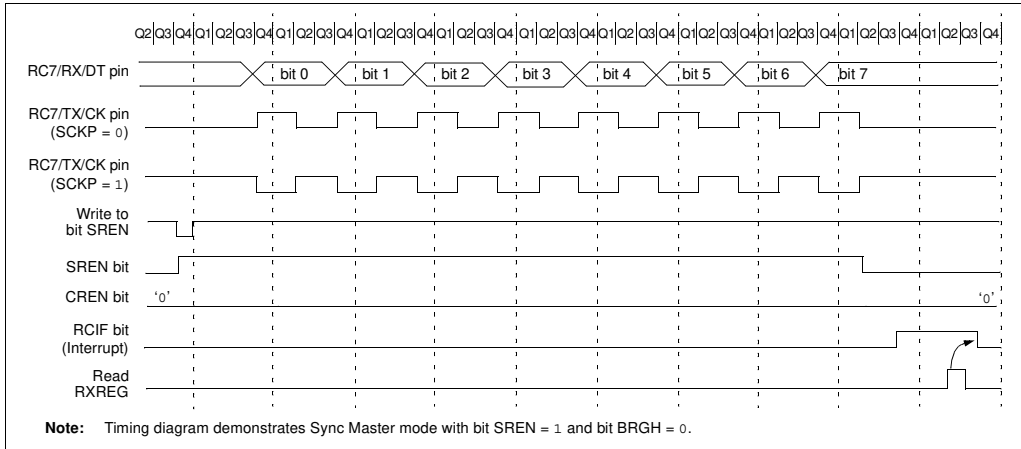 Q2 Q3 Q4 Q1 Q2 Q3 Q4 Q1 Q2 Q3 Q4 Q1 Q2 Q3 Q4 Q1 Q2 Q3 Q4 Q1 Q2 Q3 Q4 Q1 Q2 Q3 Q4 Q1 Q2 Q3 Q4 Q1 Q2 Q3 Q4 Q1 Q2 Q3 Q4 Q1 Q2 Q3 Q4
RC7/RX/DT pin
bit 0 bit 1 bit 2 bit 3 bit 4 bit 5 bit 6 bit 7
RC7/TX/CK pin
(SCKP = 0)
RC7/TX/CK pin
(SCKP = 1)
Write to
bit SREN
SREN bit
CREN bit '0' '0'
RCIF bit
(Interrupt)
Read
RXREG
Note: Timing diagram demonstrates Sync Master mode with bit SREN = 1 and bit BRGH = 0.